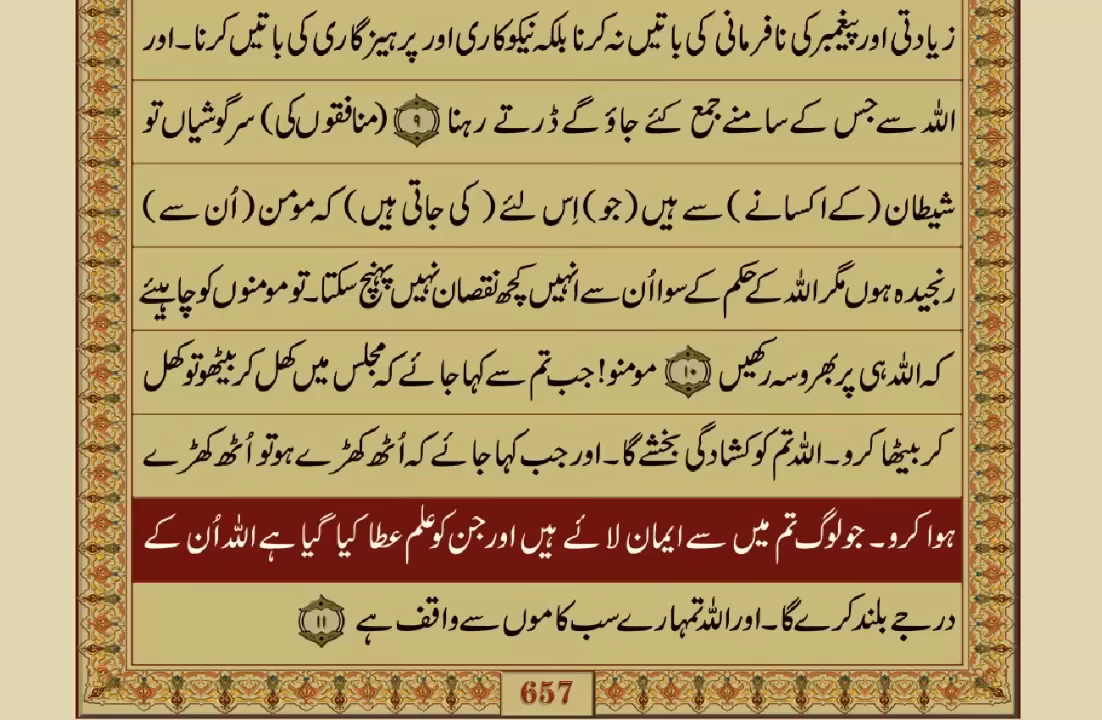 زیادتی اور پیغمبر کی نافرمانی کی باتیں نہ کرنا بلکہ نیکوکاری اور پرہیزگاری کی باتیں کرنا۔ اور
اللہ سے جس کے سامنے جمع کئے جاؤ گے ڈرتے رہنا ۹ (منافقوں کی) سرگوشیاں تو
شیطان (کے اکسانے) سے ہیں (جو) اِس لئے (کی جاتی ہیں) کہ مومن (اُن سے)
رنجیدہ ہوں مگر اللہ کے حکم کے سوا اُن سے انہیں کچھ نقصان نہیں پہنچ سکتا۔ تو مومنوں کو چاہیئے
کہ اللہ ہی پر بھروسہ رکھیں ۱۰ مومنو! جب تم سے کہا جائے کہ مجلس میں کھل کر بیٹھو تو کھل
کر بیٹھا کرو۔ اللہ تم کو کشادگی بخشے گا۔ اور جب کہا جائے کہ اُٹھ کھڑے ہو تو اُٹھ کھڑے
ہوا کرو۔ جو لوگ تم میں سے ایمان لائے ہیں اور جن کو علم عطا کیا گیا ہے اللہ اُن کے
درجے بلند کرے گا۔ اور اللہ تمہارے سب کاموں سے واقف ہے ۱۱
657